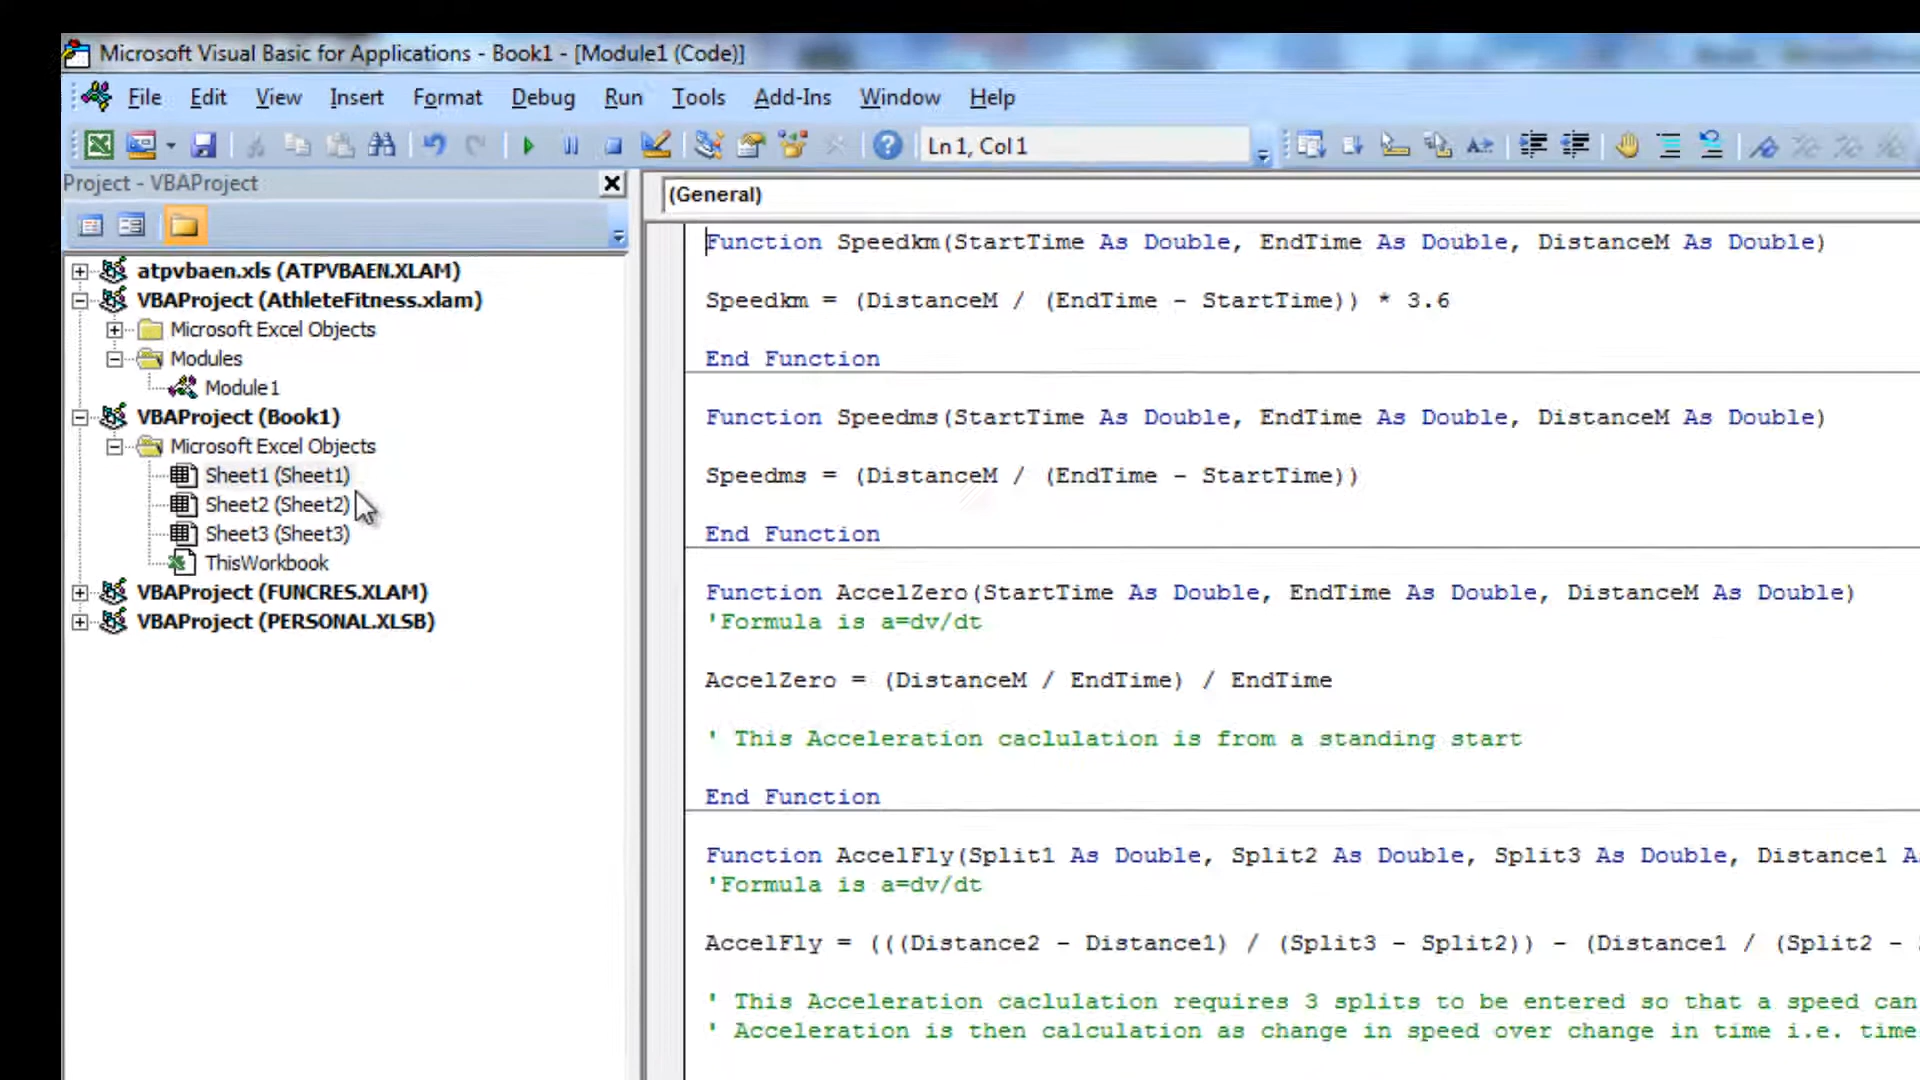 Microsoft Visual Basic for Applications - Book1 - [Module1 (Code)]
File Edit View Insert Format Debug Run Tools Add-Ins Window Help
Ln 1, Col 1
Project - VBAProject
(General)
atpvbaen.xls (ATPVBAEN.XLAM)
VBAProject (AthleteFitness.xlam)
Microsoft Excel Objects
Modules
Module1
VBAProject (Book1)
Microsoft Excel Objects
Sheet1 (Sheet1)
Sheet2 (Sheet2)
Sheet3 (Sheet3)
ThisWorkbook
VBAProject (FUNCRES.XLAM)
VBAProject (PERSONAL.XLSB)
Function Speedkm(StartTime As Double, EndTime As Double, DistanceM As Double)
Speedkm = (DistanceM / (EndTime - StartTime)) * 3.6
End Function
Function Speedms(StartTime As Double, EndTime As Double, DistanceM As Double)
Speedms = (DistanceM / (EndTime - StartTime))
End Function
Function AccelZero(StartTime As Double, EndTime As Double, DistanceM As Double)
'Formula is a=dv/dt
AccelZero = (DistanceM / EndTime) / EndTime
' This Acceleration caclulation is from a standing start
End Function
Function AccelFly(Split1 As Double, Split2 As Double, Split3 As Double, Distance1 A
'Formula is a=dv/dt
AccelFly = (((Distance2 - Distance1) / (Split3 - Split2)) - (Distance1 / (Split2 -
' This Acceleration caclulation requires 3 splits to be entered so that a speed can
' Acceleration is then calculation as change in speed over change in time i.e. time